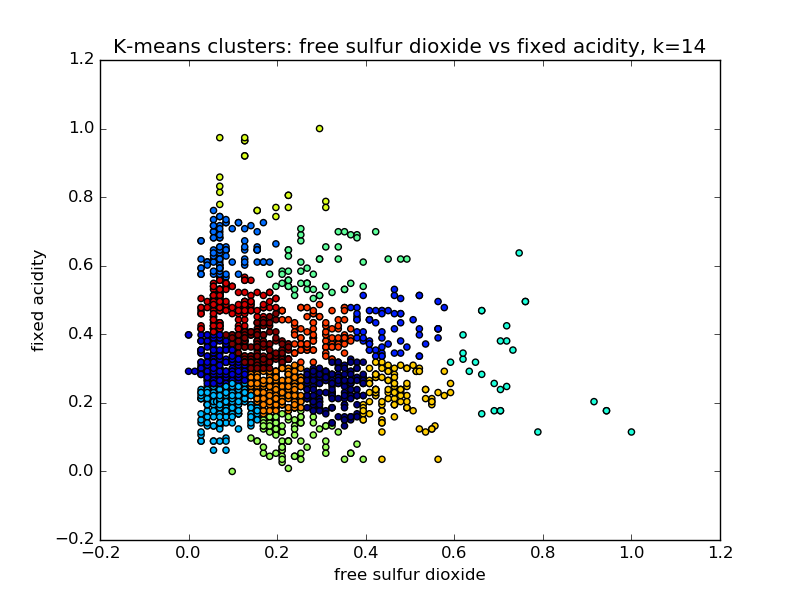 K-means clusters: free sulfur dioxide vs fixed acidity, k=14
1.2
1.0
0.8
0.6
0.4
0.2
0.0
−0.2
fixed acidity
−0.2 0.0 0.2 0.4 0.6 0.8 1.0 1.2
free sulfur dioxide